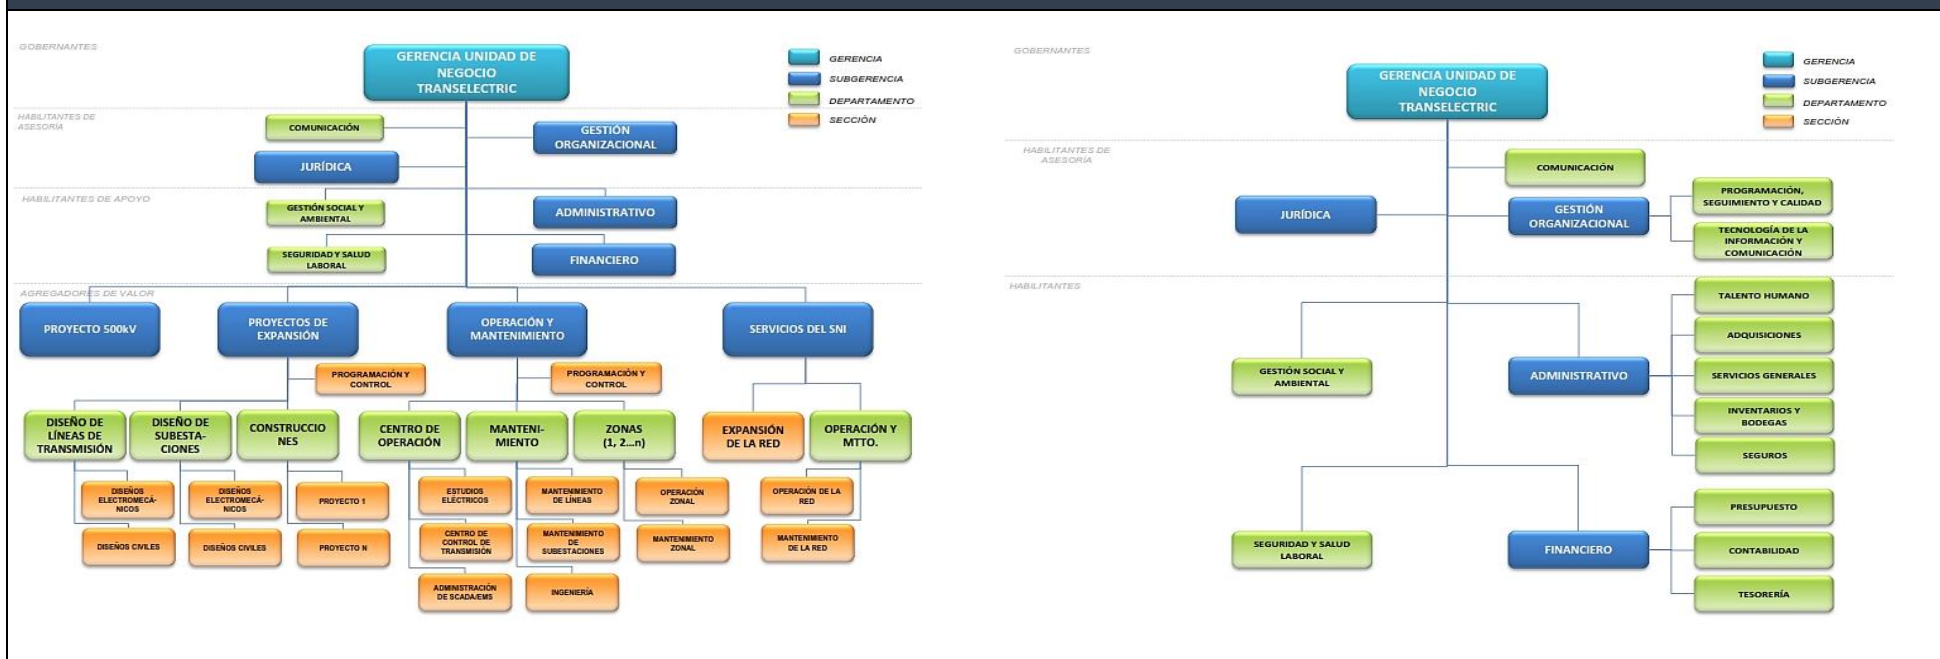 GOBERNANTES
GERENCIA UNIDAD DE
NEGOCIO
TRANSELECTRIC
GERENCIA
SUBGERENCIA
DEPARTAMENTO
SECCIÓN
HABILITANTES DE
ASESORÍA
COMUNICACIÓN
GESTIÓN
ORGANIZACIONAL
JURÍDICA
HABILITANTES DE APOYO
GESTIÓN SOCIAL Y
AMBIENTAL
ADMINISTRATIVO
SEGURIDAD Y SALUD
LABORAL
FINANCIERO
AGREGADORES DE VALOR
PROYECTO 500kV
PROYECTOS DE
EXPANSIÓN
OPERACIÓN Y
MANTENIMIENTO
SERVICIOS DEL SNI
PROGRAMACIÓN Y
CONTROL
PROGRAMACIÓN Y
CONTROL
DISEÑO DE
LÍNEAS DE
TRANSMISIÓN
DISEÑO DE
SUBESTA-
CIONES
CONSTRUCCIO
NES
CENTRO DE
OPERACIÓN
MANTENI-
MIENTO
ZONAS
(1, 2...n)
EXPANSIÓN
DE LA RED
OPERACIÓN Y
MTTO.
DISEÑOS
ELECTROMECÁ-
NICOS
DISEÑOS
ELECTROMECÁ-
NICOS
PROYECTO 1
ESTUDIOS
ELÉCTRICOS
MANTENIMIENTO
DE LÍNEAS
OPERACIÓN
ZONAL
OPERACIÓN DE LA
RED
DISEÑOS CIVILES
DISEÑOS CIVILES
PROYECTO N
CENTRO DE
CONTROL DE
TRANSMISIÓN
MANTENIMIENTO
DE
SUBESTACIONES
MANTENIMIENTO
ZONAL
MANTENIMIENTO
DE LA RED
ADMINISTRACIÓN
DE SCADA/EMS
INGENIERÍA
GOBERNANTES
GERENCIA UNIDAD DE
NEGOCIO
TRANSELECTRIC
GERENCIA
SUBGERENCIA
DEPARTAMENTO
SECCIÓN
HABILITANTES DE
ASESORÍA
COMUNICACIÓN
JURÍDICA
GESTIÓN
ORGANIZACIONAL
PROGRAMACIÓN,
SEGUIMIENTO Y CALIDAD
TECNOLOGÍA DE LA
INFORMACIÓN Y
COMUNICACIÓN
HABILITANTES
TALENTO HUMANO
ADQUISICIONES
GESTIÓN SOCIAL Y
AMBIENTAL
ADMINISTRATIVO
SERVICIOS GENERALES
INVENTARIOS Y
BODEGAS
SEGUROS
PRESUPUESTO
SEGURIDAD Y SALUD
LABORAL
FINANCIERO
CONTABILIDAD
TESORERÍA